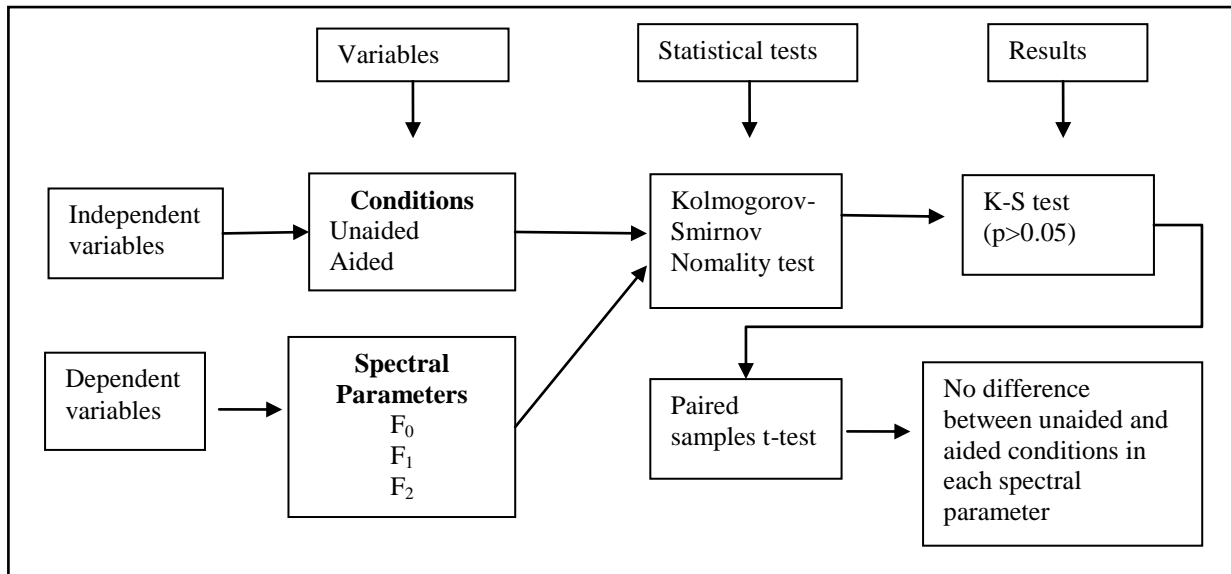 Variables
Statistical tests
Results
Independent
variables
Conditions
Unaided
Aided
Kolmogorov-
Smirnov
Nomality test
K-S test
(p>0.05)
Dependent
variables
Spectral
Parameters
F₀
F₁
F₂
Paired
samples t-test
No difference
between unaided and
aided conditions in
each spectral
parameter